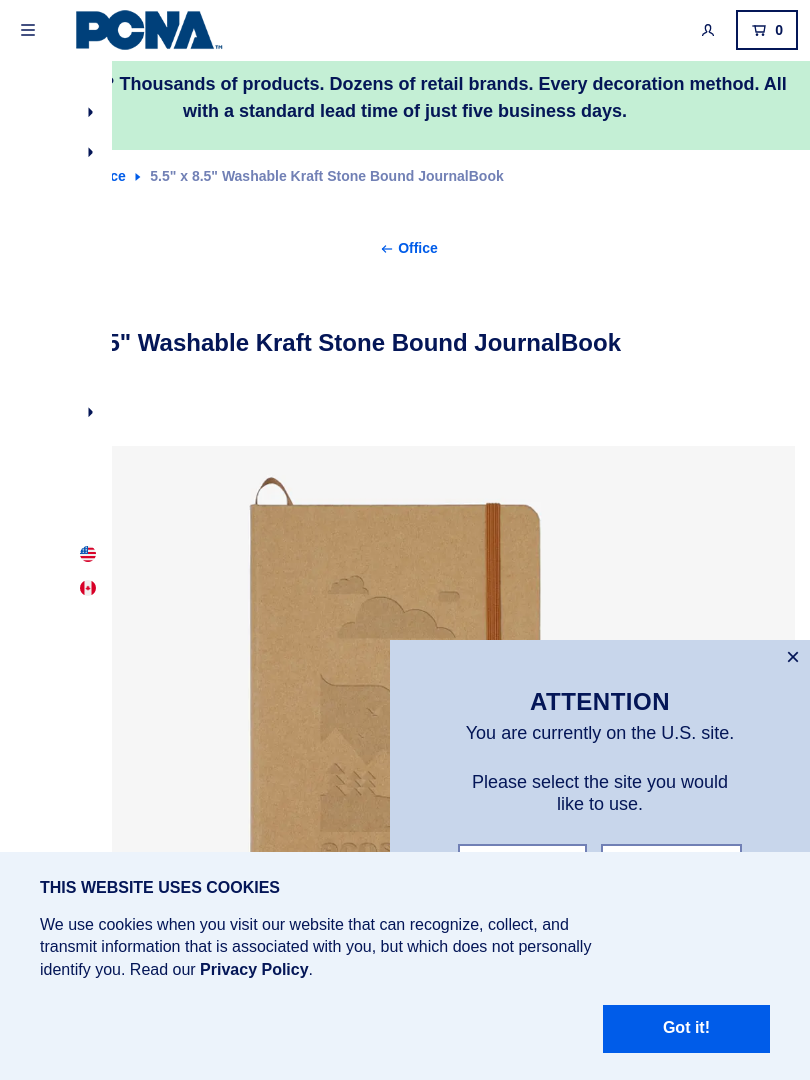 PCNA™
0
? Thousands of products. Dozens of retail brands. Every decoration method. All
with a standard lead time of just five business days.
ce 5.5" x 8.5" Washable Kraft Stone Bound JournalBook
Office
5" Washable Kraft Stone Bound JournalBook
ATTENTION
You are currently on the U.S. site.
Please select the site you would
like to use.
THIS WEBSITE USES COOKIES
We use cookies when you visit our website that can recognize, collect, and
transmit information that is associated with you, but which does not personally
identify you. Read our Privacy Policy.
Got it!